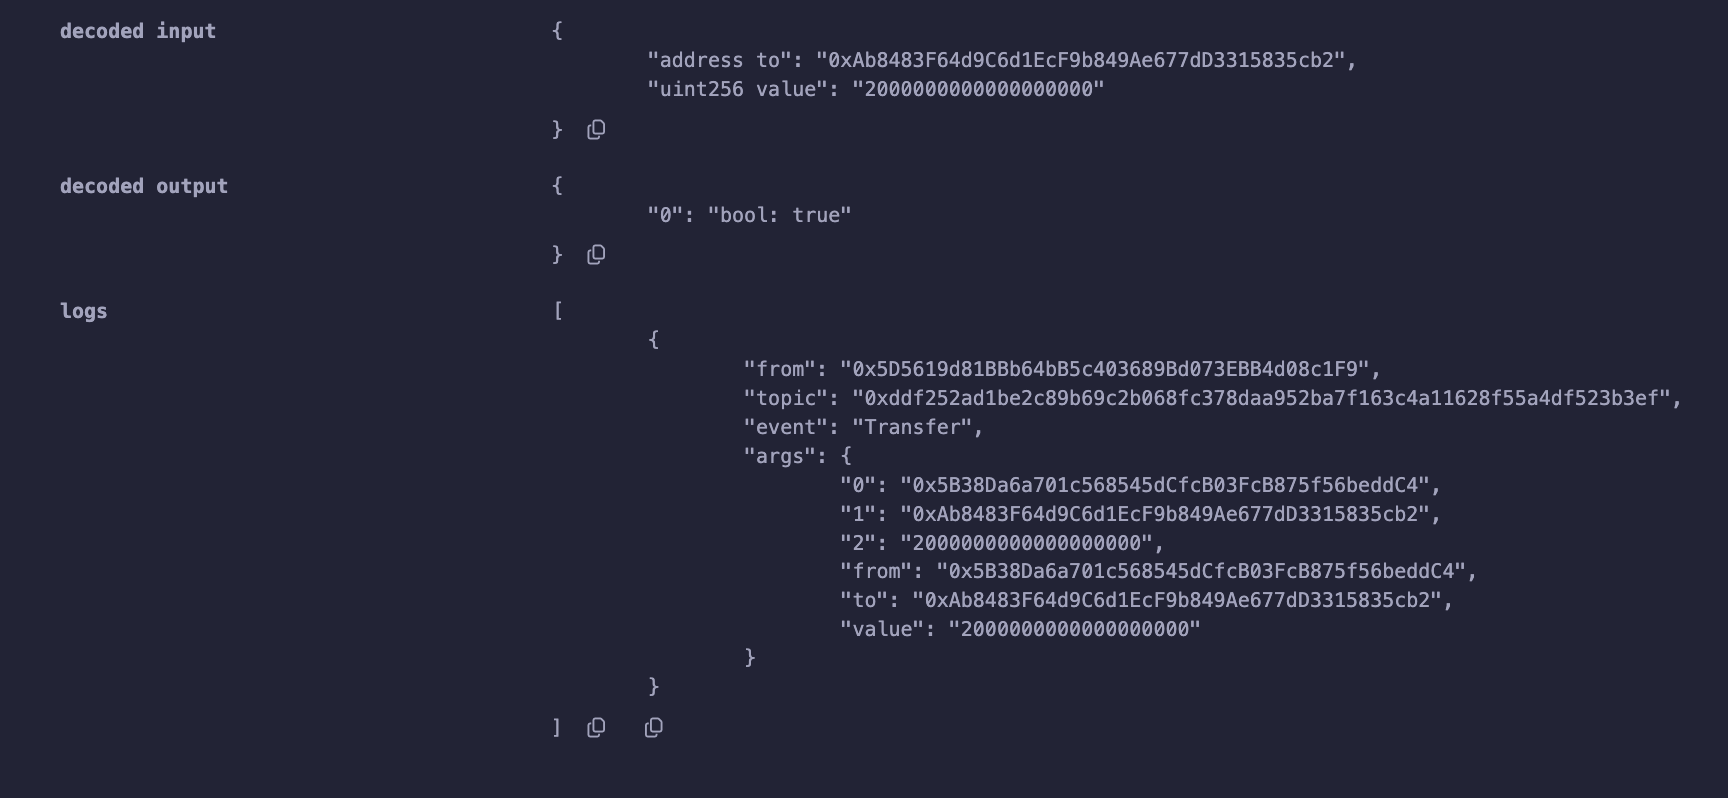 decoded input {
"address to": "0xAb8483F64d9C6d1EcF9b849Ae677dD3315835cb2",
"uint256 value": "2000000000000000000"
}
decoded output {
"0": "bool: true"
}
logs [
{
"from": "0x5D5619d81BBb64bB5c403689Bd073EBB4d08c1F9",
"topic": "0xddf252ad1be2c89b69c2b068fc378daa952ba7f163c4a11628f55a4df523b3ef",
"event": "Transfer",
"args": {
"0": "0x5B38Da6a701c568545dCfcB03FcB875f56beddC4",
"1": "0xAb8483F64d9C6d1EcF9b849Ae677dD3315835cb2",
"2": "2000000000000000000",
"from": "0x5B38Da6a701c568545dCfcB03FcB875f56beddC4",
"to": "0xAb8483F64d9C6d1EcF9b849Ae677dD3315835cb2",
"value": "2000000000000000000"
}
}
]